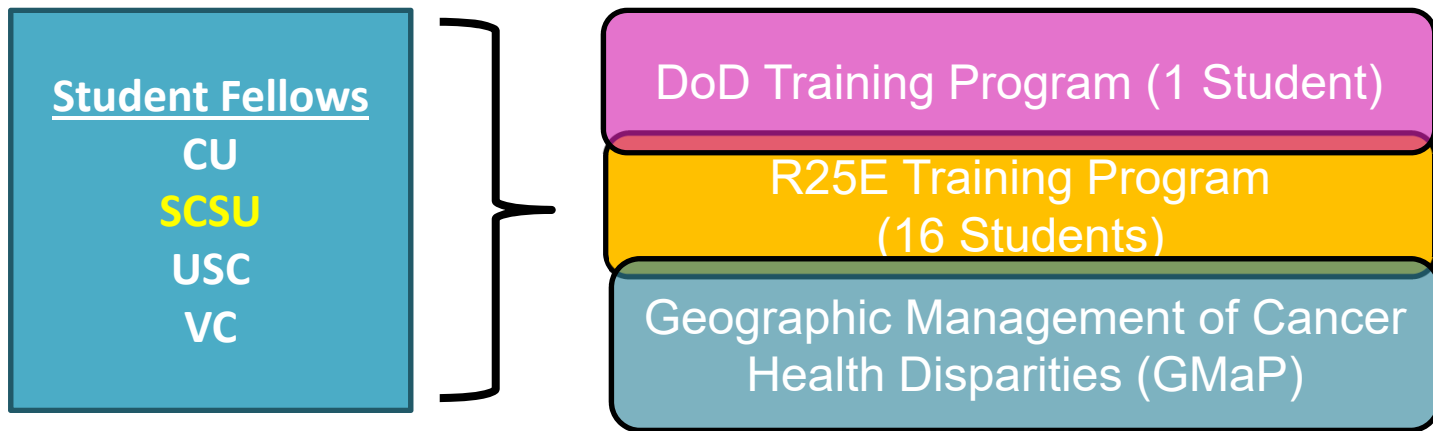 Student Fellows
CU
SCSU
USC
VC
DoD Training Program (1 Student)
R25E Training Program
(16 Students)
Geographic Management of Cancer
Health Disparities (GMaP)